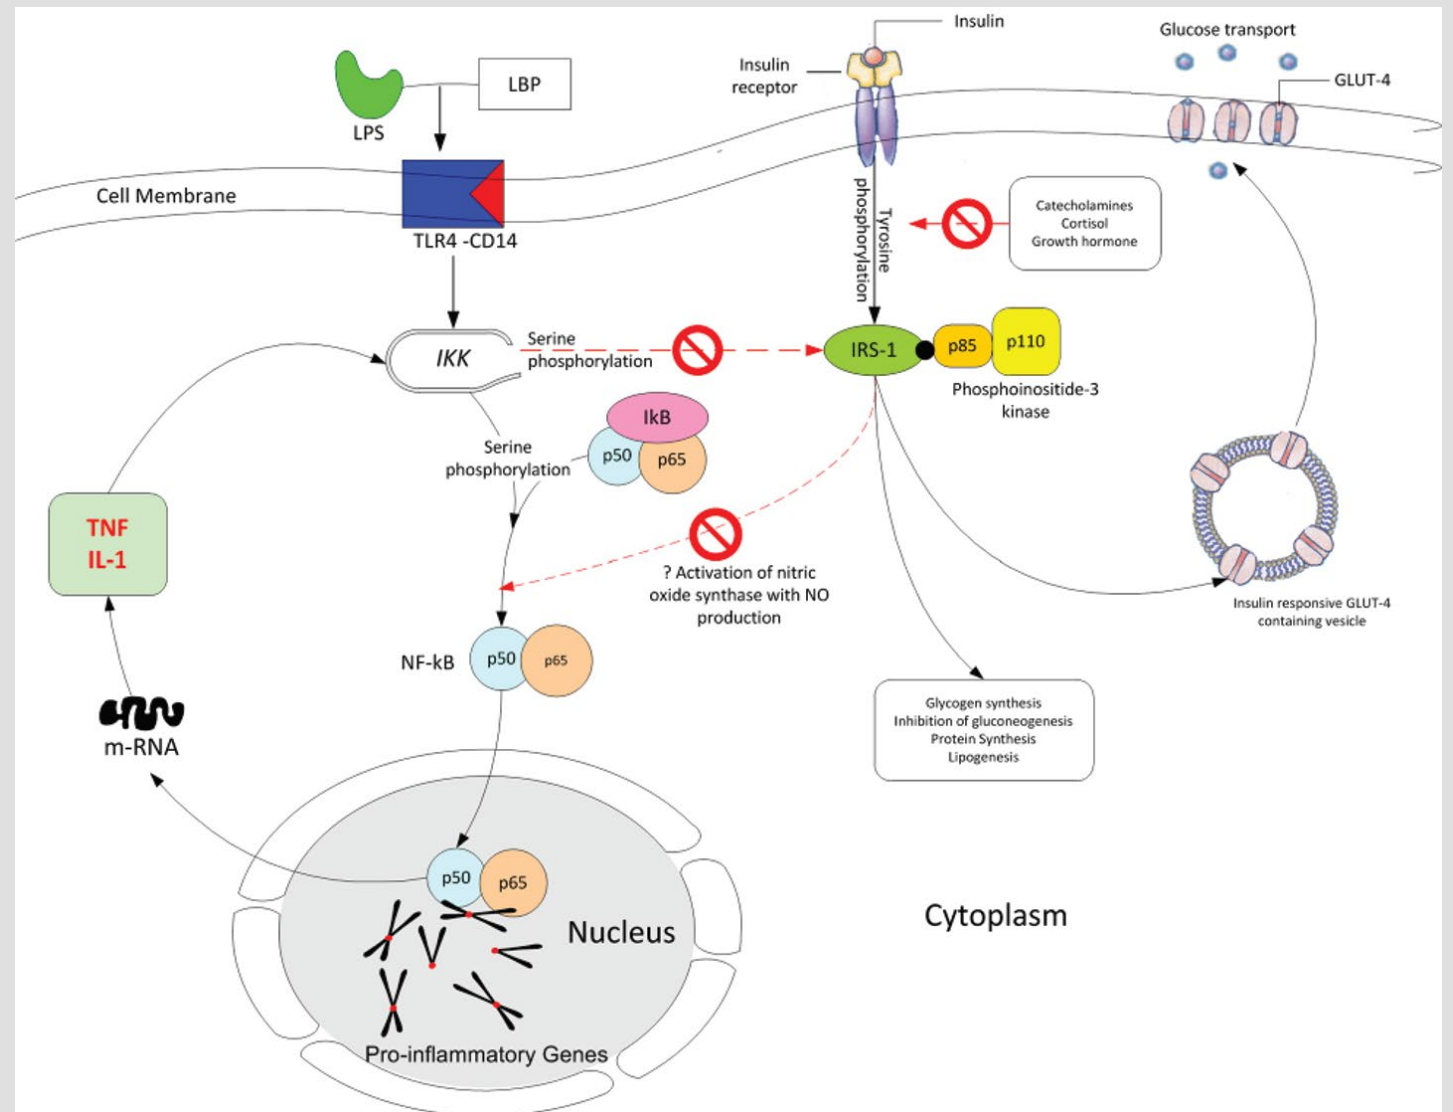 Insulin
Glucose transport
Insulin
receptor
GLUT-4
LBP
LPS
Cell Membrane
TLR4 -CD14
Tyrosine
phosphorylation
Catecholamines
Cortisol
Growth hormone
IKK
Serine
phosphorylation
IRS-1
p85
p110
Phosphoinositide-3
kinase
IkB
p50
p65
Serine
phosphorylation
TNF
IL-1
? Activation of nitric
oxide synthase with NO
production
Insulin responsive GLUT-4
containing vesicle
NF-kB
p50
p65
m-RNA
Glycogen synthesis
Inhibition of gluconeogenesis
Protein Synthesis
Lipogenesis
p50
p65
Nucleus
Cytoplasm
Pro-inflammatory Genes